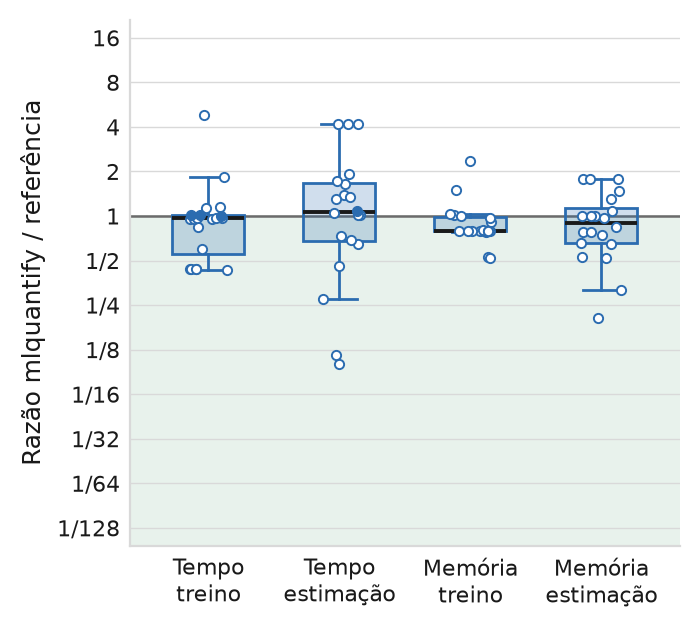 Razão mlquantify / referência
16
8
4
2
1
1/2
1/4
1/8
1/16
1/32
1/64
1/128
Tempo
treino
Tempo
estimação
Memória
treino
Memória
estimação